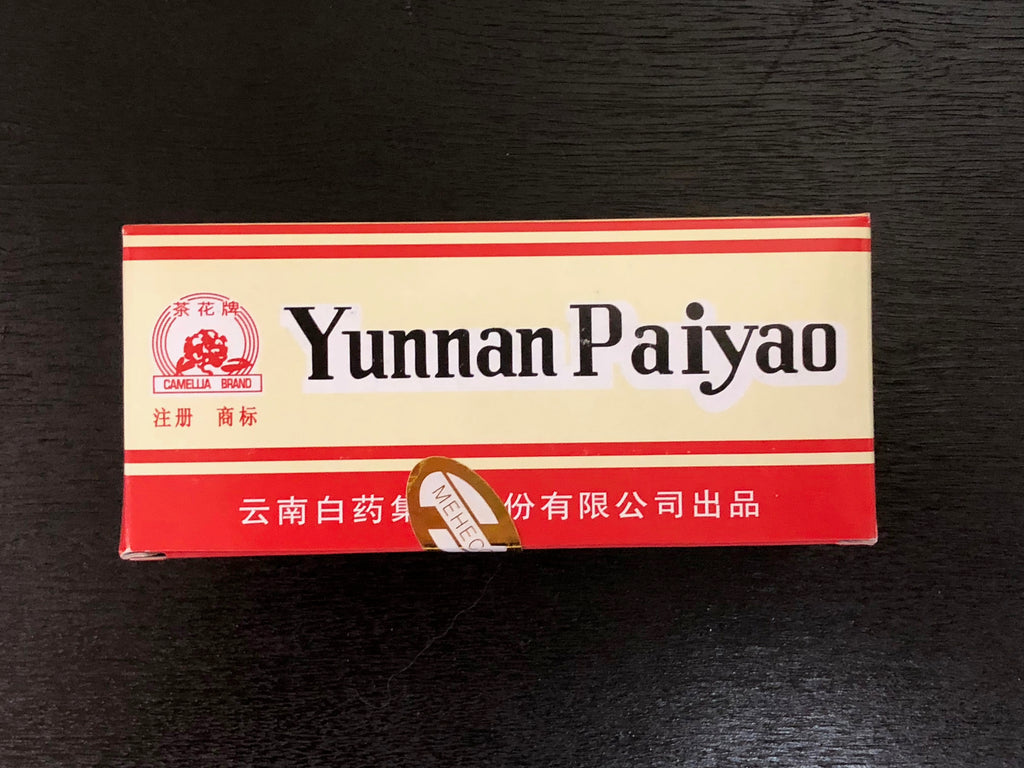 茶花牌
CAMELLIA BRAND
注册 商标
Yunnan Paiyao
云南白药集 份有限公司出品
MEHEC